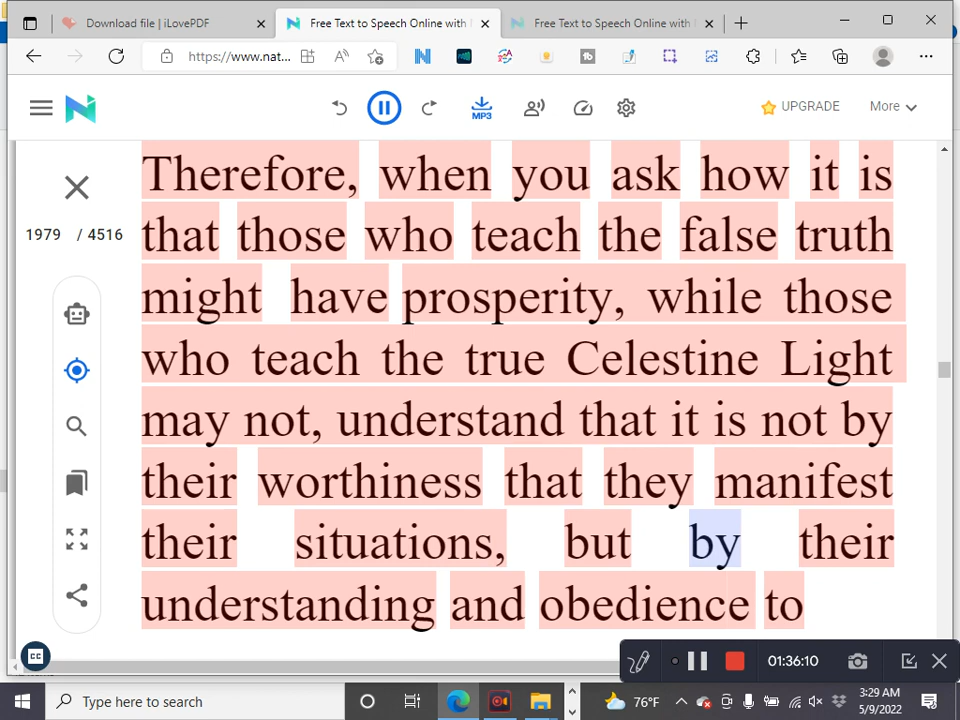 Download file | iLovePDF
Free Text to Speech Online with
Free Text to Speech Online with
https://www.nat...
MP3
UPGRADE
More
1979 / 4516
Therefore, when you ask how it is
that those who teach the false truth
might have prosperity, while those
who teach the true Celestine Light
may not, understand that it is not by
their worthiness that they manifest
their situations, but by their
understanding and obedience to
CC
01:36:10
Type here to search
76°F
3:29 AM
5/9/2022